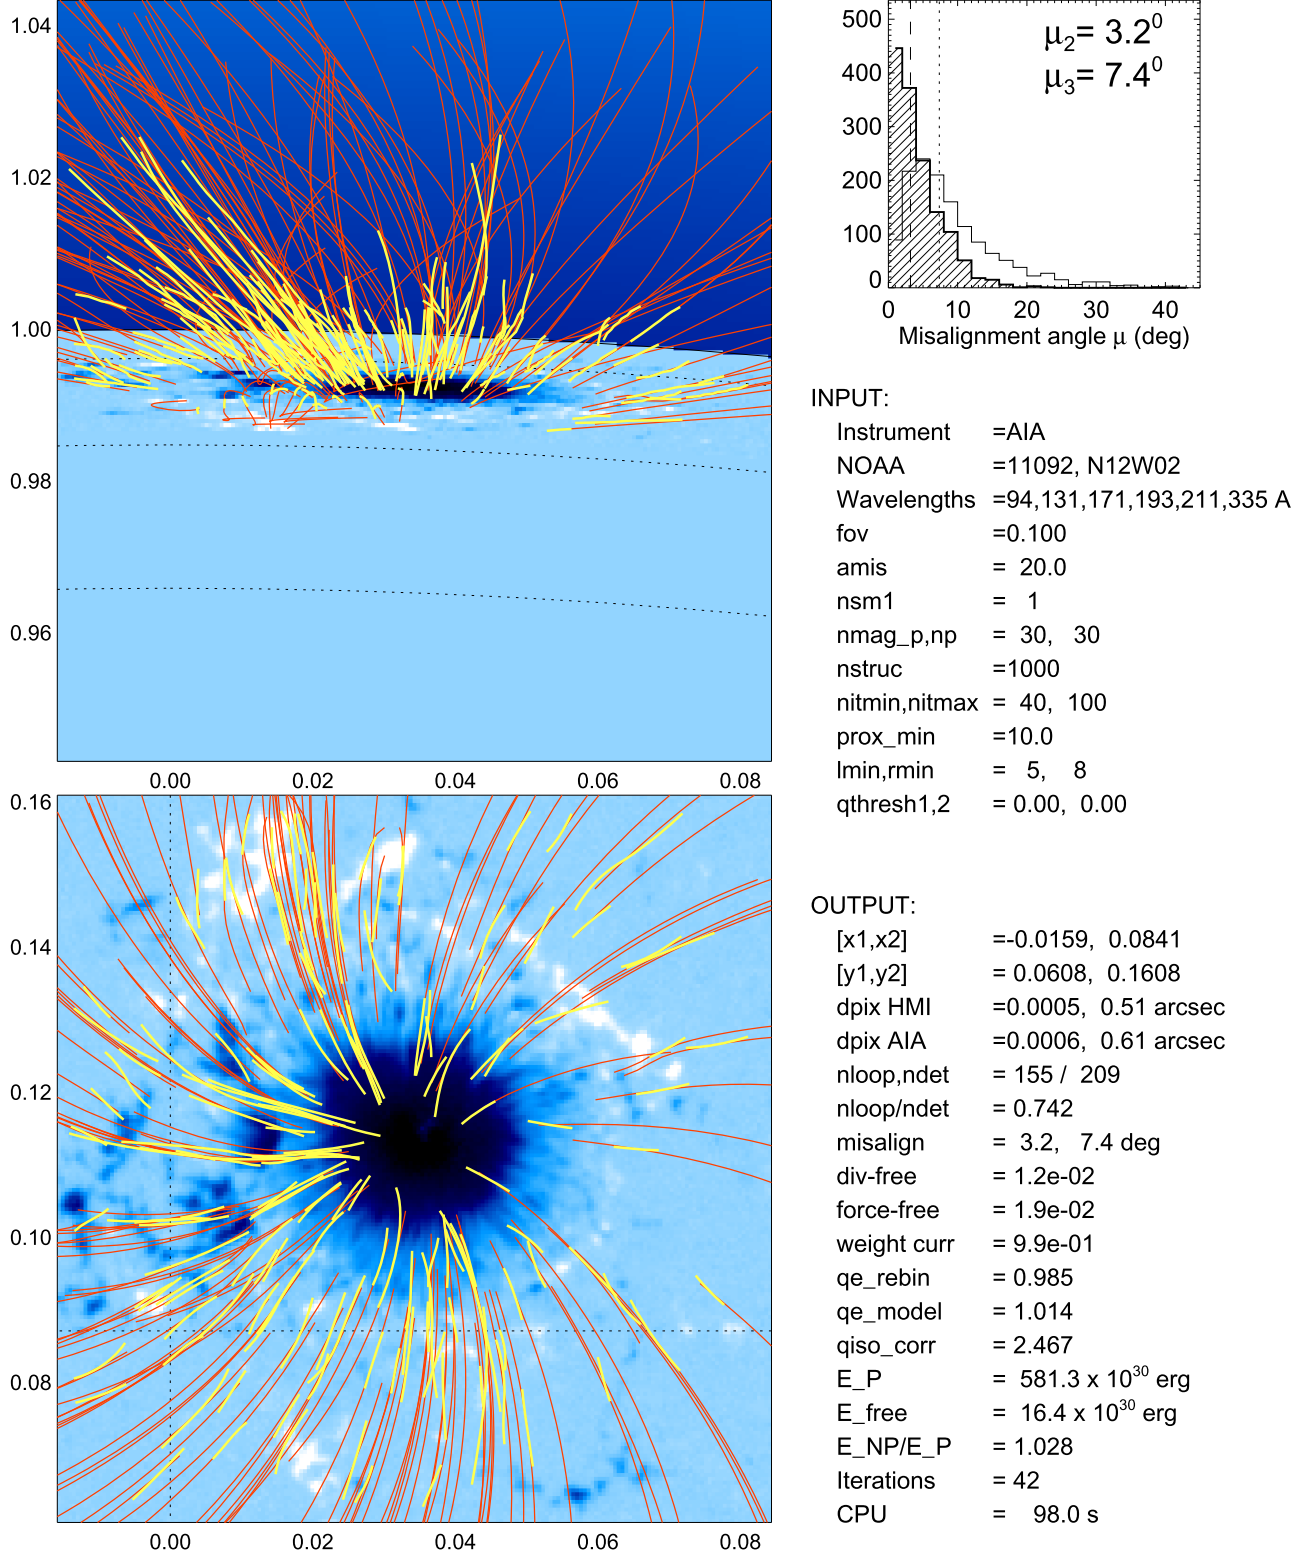 1.04
1.02
1.00
0.98
0.96
0.00 0.02 0.04 0.06 0.08
0.16
0.14
0.12
0.10
0.08
0.00 0.02 0.04 0.06 0.08
500
400
300
200
100
0
μ2= 3.2⁰
μ3= 7.4⁰
0 10 20 30 40
Misalignment angle μ (deg)
INPUT:
Instrument =AIA
NOAA =11092, N12W02
Wavelengths =94,131,171,193,211,335 A
fov =0.100
amis = 20.0
nsm1 = 1
nmag_p,np = 30, 30
nstruc =1000
nitmin,nitmax = 40, 100
prox_min =10.0
lmin,rmin = 5, 8
qthresh1,2 = 0.00, 0.00
OUTPUT:
[x1,x2] =-0.0159, 0.0841
[y1,y2] = 0.0608, 0.1608
dpix HMI =0.0005, 0.51 arcsec
dpix AIA =0.0006, 0.61 arcsec
nloop,ndet = 155 / 209
nloop/ndet = 0.742
misalign = 3.2, 7.4 deg
div-free = 1.2e-02
force-free = 1.9e-02
weight curr = 9.9e-01
qe_rebin = 0.985
qe_model = 1.014
qiso_corr = 2.467
E_P = 581.3 x 10³⁰ erg
E_free = 16.4 x 10³⁰ erg
E_NP/E_P = 1.028
Iterations = 42
CPU = 98.0 s